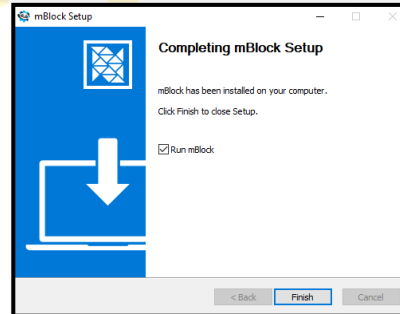 mBlock Setup
Completing mBlock Setup
mBlock has been installed on your computer.
Click Finish to close Setup.
Run mBlock
< Back
Finish
Cancel